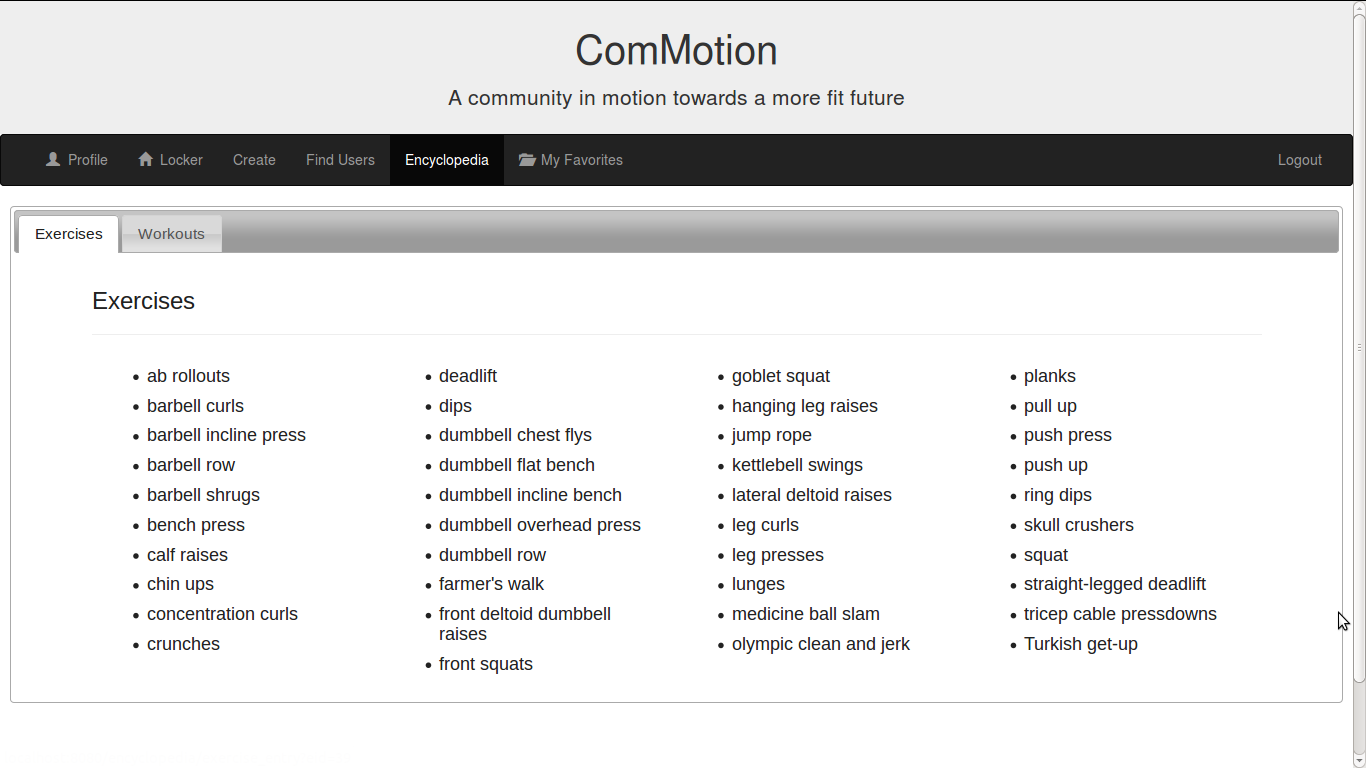 ComMotion
A community in motion towards a more fit future
Profile
Locker
Create
Find Users
Encyclopedia
My Favorites
Logout
Exercises
Workouts
Exercises
ab rollouts
barbell curls
barbell incline press
barbell row
barbell shrugs
bench press
calf raises
chin ups
concentration curls
crunches
deadlift
dips
dumbbell chest flys
dumbbell flat bench
dumbbell incline bench
dumbbell overhead press
dumbbell row
farmer's walk
front deltoid dumbbell
raises
front squats
goblet squat
hanging leg raises
jump rope
kettlebell swings
lateral deltoid raises
leg curls
leg presses
lunges
medicine ball slam
olympic clean and jerk
planks
pull up
push press
push up
ring dips
skull crushers
squat
straight-legged deadlift
tricep cable pressdowns
Turkish get-up